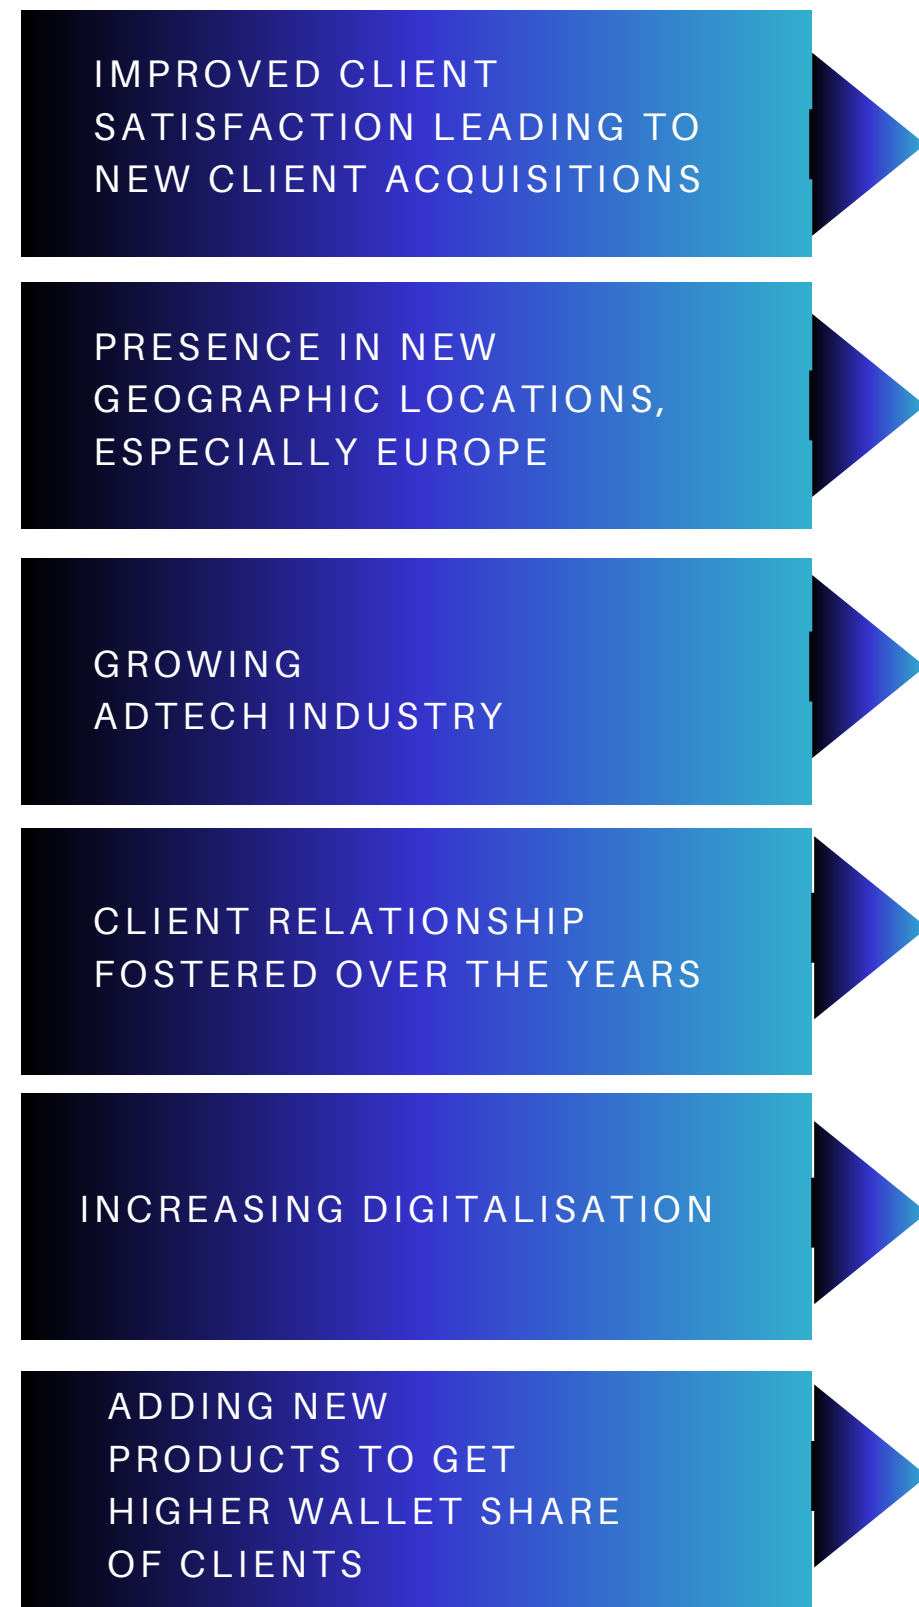 IMPROVED CLIENT
SATISFACTION LEADING TO
NEW CLIENT ACQUISITIONS
PRESENCE IN NEW
GEOGRAPHIC LOCATIONS,
ESPECIALLY EUROPE
GROWING
ADTECH INDUSTRY
CLIENT RELATIONSHIP
FOSTERED OVER THE YEARS
INCREASING DIGITALISATION
ADDING NEW
PRODUCTS TO GET
HIGHER WALLET SHARE
OF CLIENTS